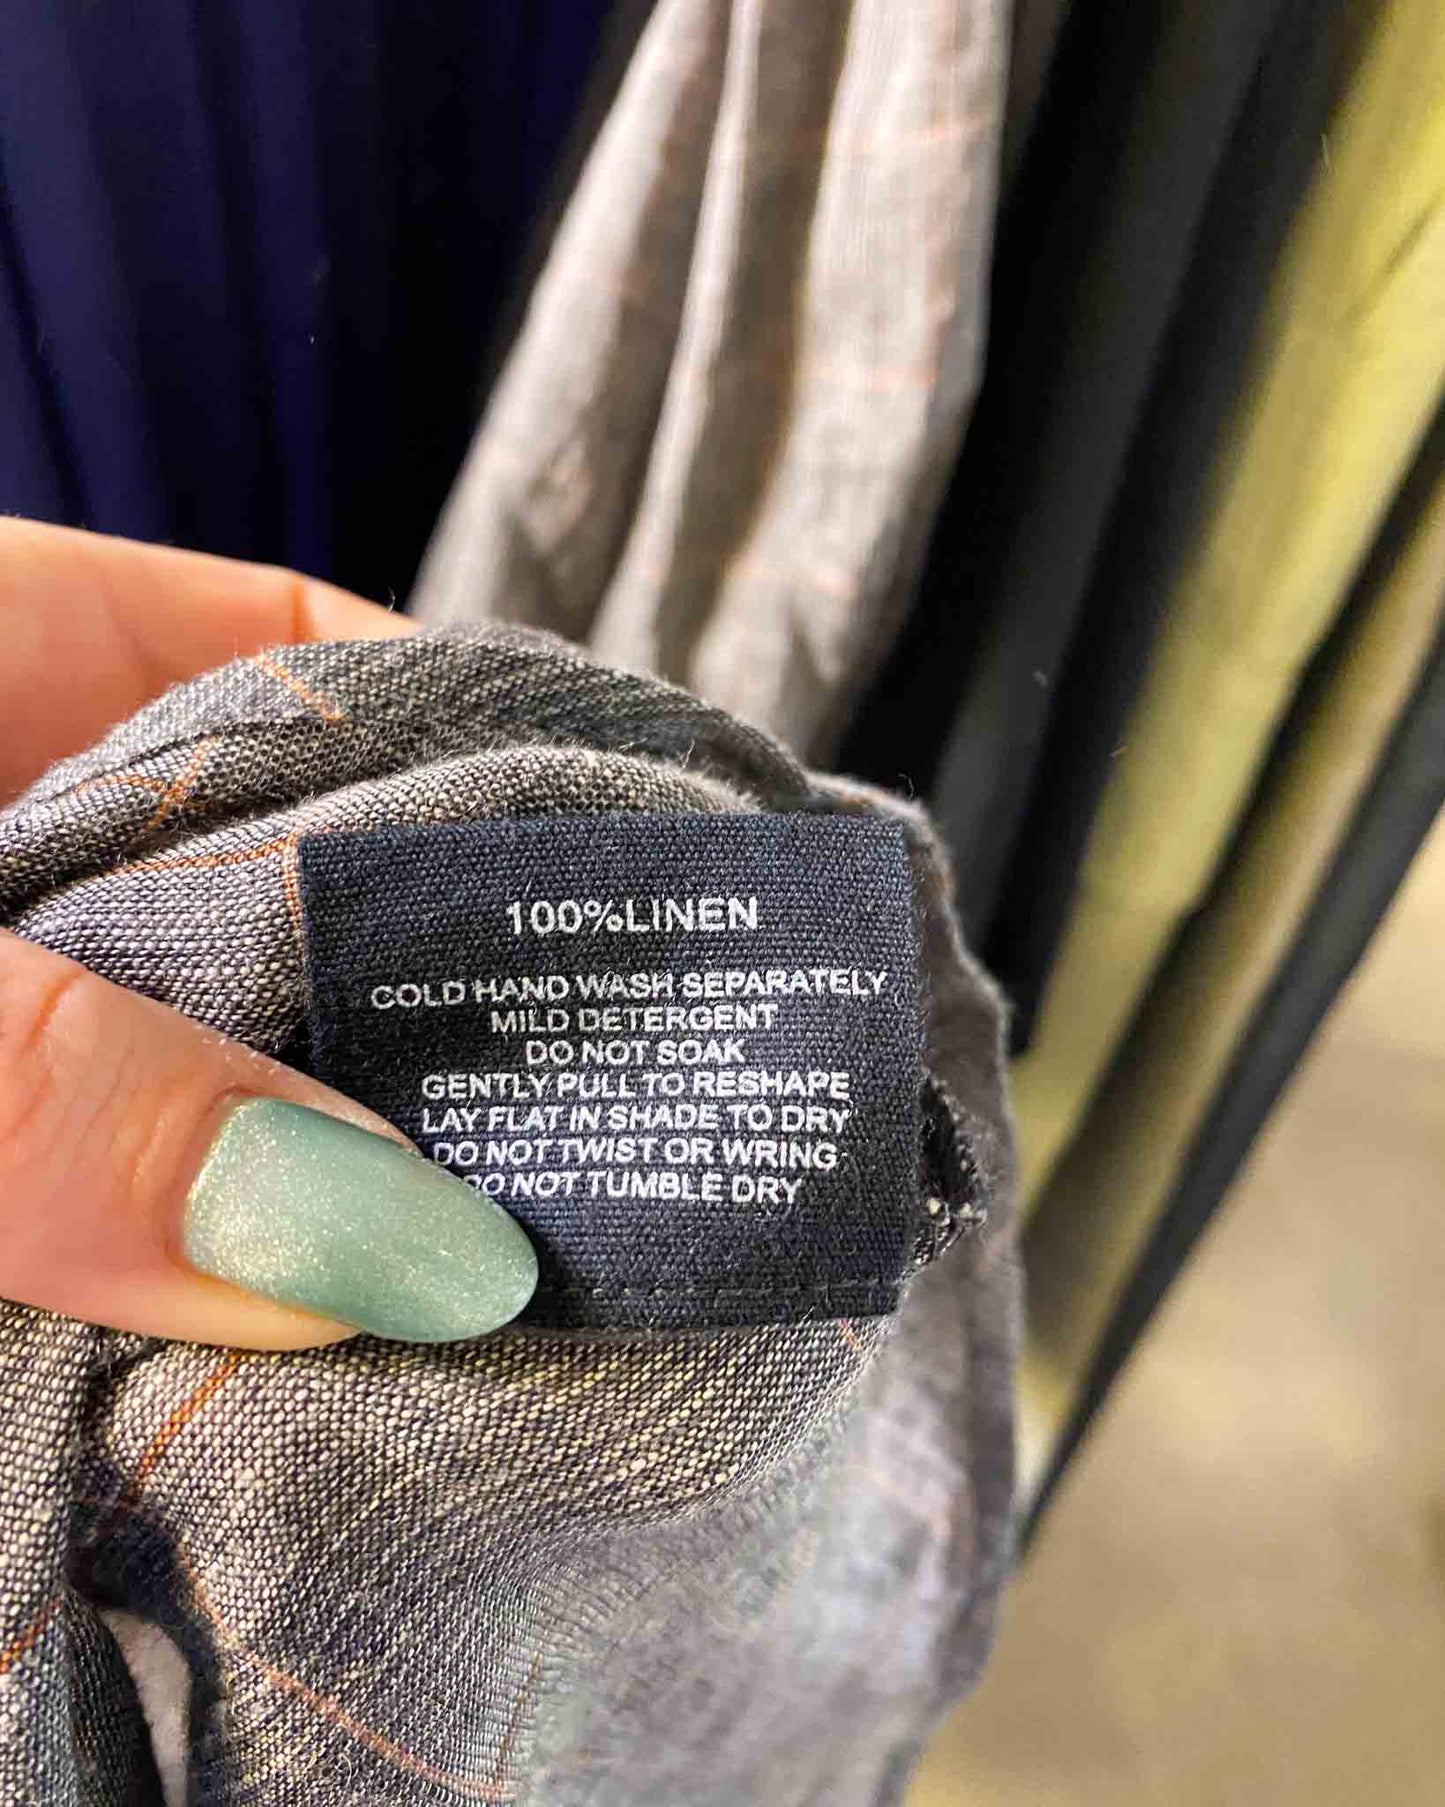 100%LINEN
COLD HAND WASH SEPARATELY
MILD DETERGENT
DO NOT SOAK
GENTLY PULL TO RESHAPE
LAY FLAT IN SHADE TO DRY
DO NOT TWIST OR WRING
DO NOT TUMBLE DRY